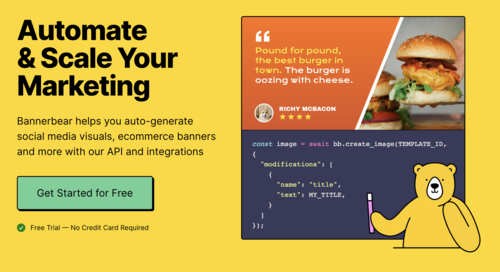 Automate
& Scale Your
Marketing
Bannerbear helps you auto-generate
social media visuals, ecommerce banners
and more with our API and integrations
Get Started for Free
Free Trial — No Credit Card Required
“
Pound for pound,
the best burger in
town. The burger is
oozing with cheese.
RICHY MCBACON
const image = await bb.create_image(TEMPLATE_ID,
{
"modifications": [
{
"name": "title",
"text": MY_TITLE,
}
]
});